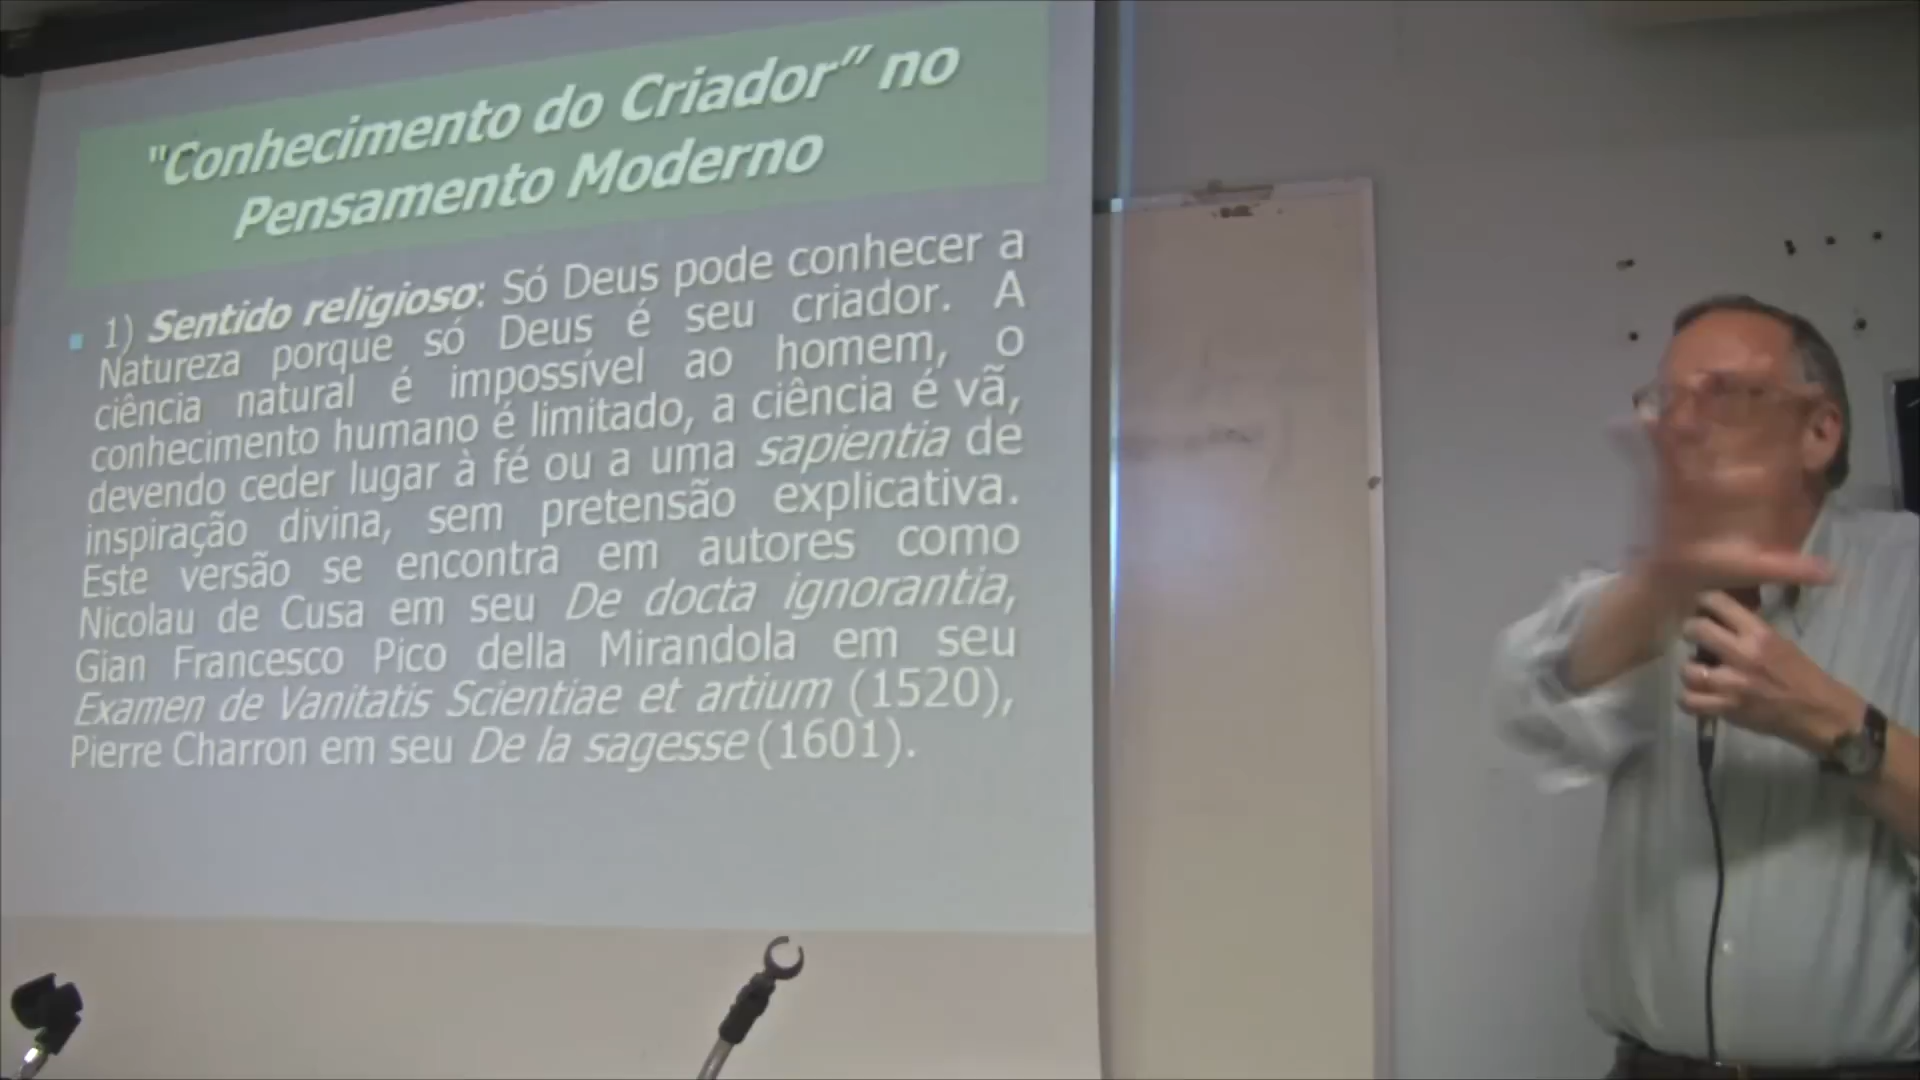 "Conhecimento do Criador” no
Pensamento Moderno
1) Sentido religioso: Só Deus pode conhecer a
Natureza porque só Deus é seu criador. A
ciência natural é impossível ao homem, o
conhecimento humano é limitado, a ciência é vã,
devendo ceder lugar à fé ou a uma sapientia de
inspiração divina, sem pretensão explicativa.
Este versão se encontra em autores como
Nicolau de Cusa em seu De docta ignorantia,
Gian Francesco Pico della Mirandola em seu
Examen de Vanitatis Scientiae et artium (1520),
Pierre Charron em seu De la sagesse (1601).